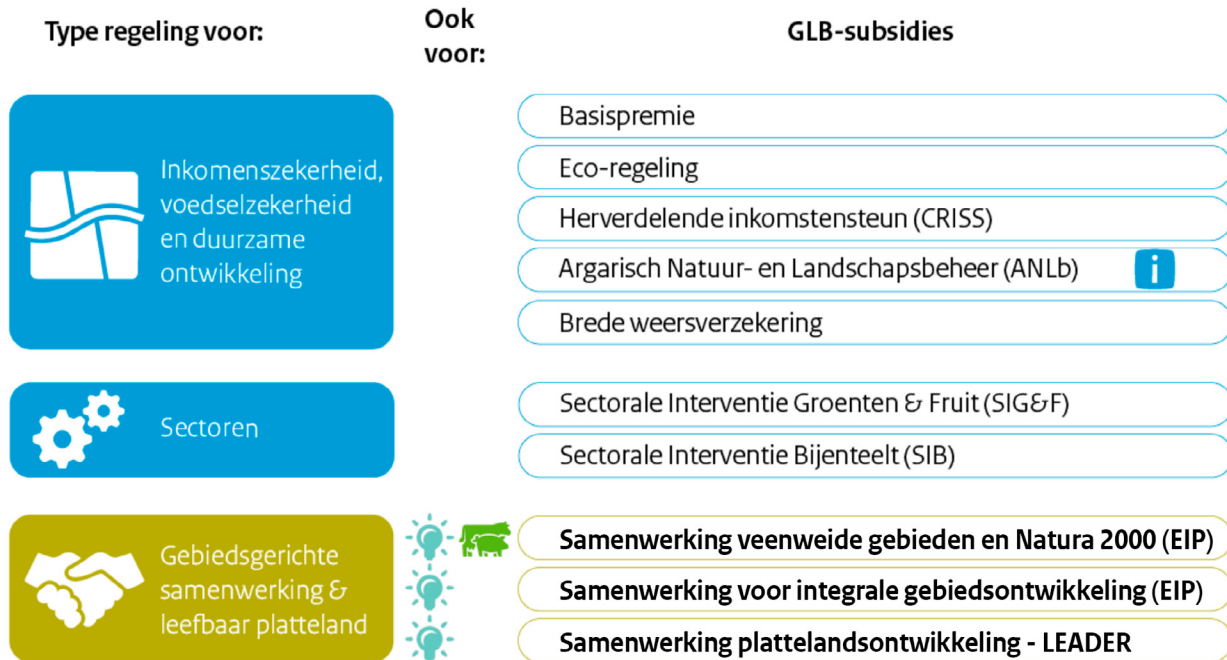 Type regeling voor:
Ook
voor:
GLB-subsidies
Inkomenszekerheid,
voedselzekerheid
en duurzame
ontwikkeling
Basispremie
Eco-regeling
Herverdelende inkomstensteun (CRISS)
Argarisch Natuur- en Landschapsbeheer (ANLb)
i
Brede weersverzekering
Sectoren
Sectorale Interventie Groenten & Fruit (SIG&F)
Sectorale Interventie Bijenteelt (SIB)
Gebiedsgerichte
samenwerking &
leefbaar platteland
Samenwerking veenweide gebieden en Natura 2000 (EIP)
Samenwerking voor integrale gebiedsontwikkeling (EIP)
Samenwerking plattelandsontwikkeling - LEADER